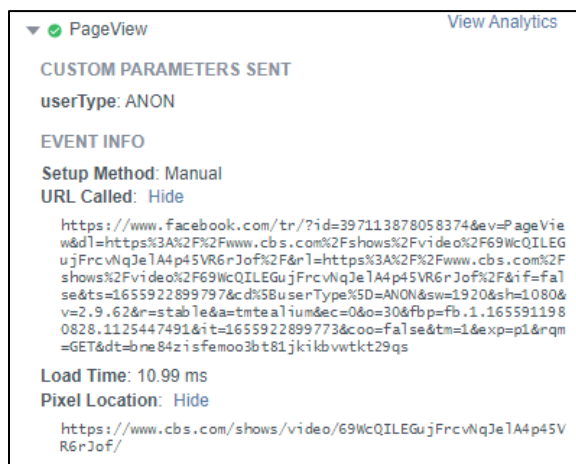 PageView
View Analytics
CUSTOM PARAMETERS SENT
userType: ANON
EVENT INFO
Setup Method: Manual
URL Called: Hide
https://www.facebook.com/tr/?id=397113878058374&ev=PageVie
w&dl=https%3A%2F%2Fwww.cbs.com%2Fshows%2Fvideo%2F69WcQILEG
ujFrcvNqJelA4p45VR6rJof%2F&rl=https%3A%2F%2Fwww.cbs.com%2F
shows%2Fvideo%2F69WcQILEGujFrcvNqJelA4p45VR6rJof%2F&if=fal
se&ts=1655922899797&cd%5BuserType%5D=ANON&sw=1920&sh=1080&
v=2.9.62&r=stable&a=tmtealium&ec=0&o=30&fbp=fb.1.165591198
0828.1125447491&it=1655922899773&coo=false&tm=1&exp=p1&rqm
=GET&dt=bne84zisfemoo3bt81jkikbvwtkt29qs
Load Time: 10.99 ms
Pixel Location: Hide
https://www.cbs.com/shows/video/69WcQILEGujFrcvNqJelA4p45V
R6rJof/